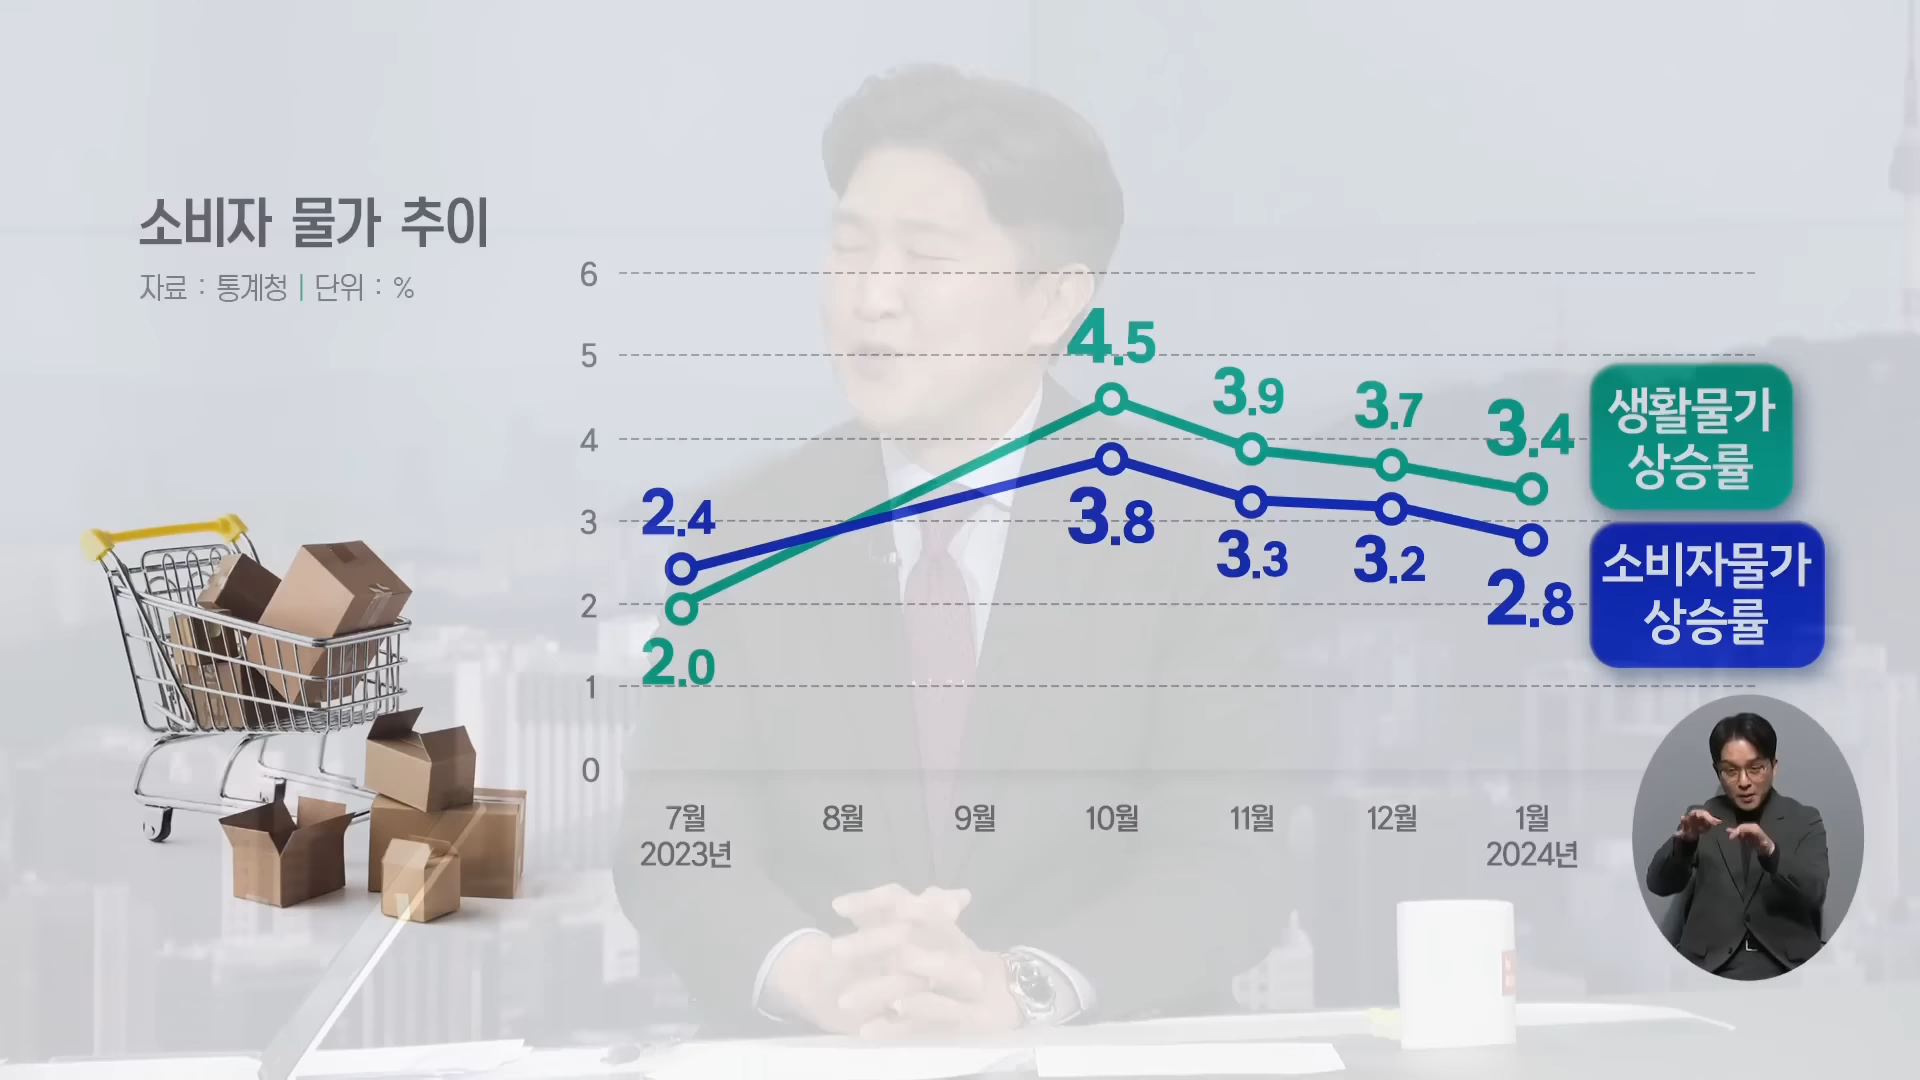 소비자 물가 추이
자료 : 통계청 | 단위 : %
6
5
4
3
2
1
0
4.5
3.9
3.7
3.4
2.4
3.8
3.3
3.2
2.8
2.0
생활물가
상승률
소비자물가
상승률
7월
8월
9월
10월
11월
12월
1월
2023년
2024년